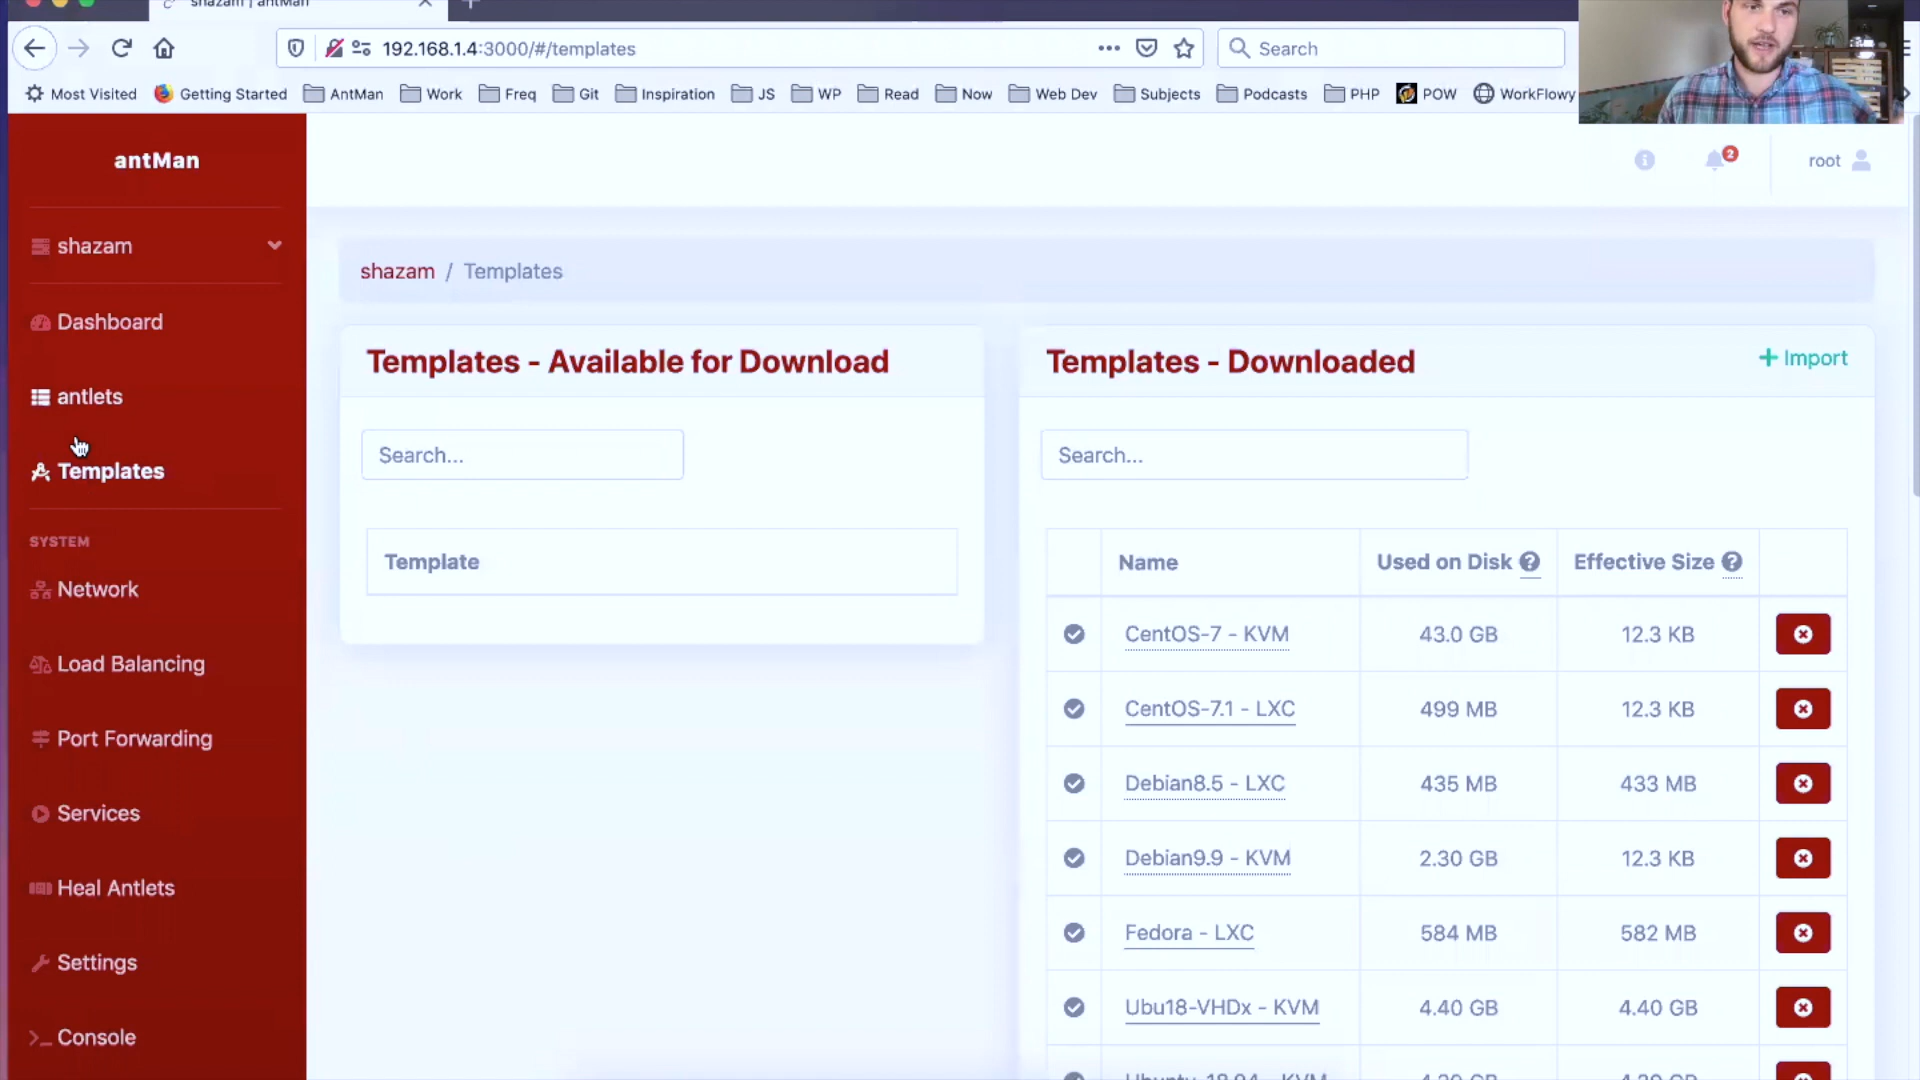 shazam | antMan
192.168.1.4:3000/#/templates
Search
Most Visited Getting Started AntMan Work Freq Git Inspiration JS WP Read Now Web Dev Subjects Podcasts PHP POW WorkFlowy
antMan
2
root
shazam
shazam / Templates
Dashboard
antlets
Templates
SYSTEM
Network
Load Balancing
Port Forwarding
Services
Heal Antlets
Settings
Console
Templates - Available for Download
Search...
Template
Templates - Downloaded
Import
Search...
Name Used on Disk Effective Size
CentOS-7 - KVM 43.0 GB 12.3 KB
CentOS-7.1 - LXC 499 MB 12.3 KB
Debian8.5 - LXC 435 MB 433 MB
Debian9.9 - KVM 2.30 GB 12.3 KB
Fedora - LXC 584 MB 582 MB
Ubu18-VHDx - KVM 4.40 GB 4.40 GB